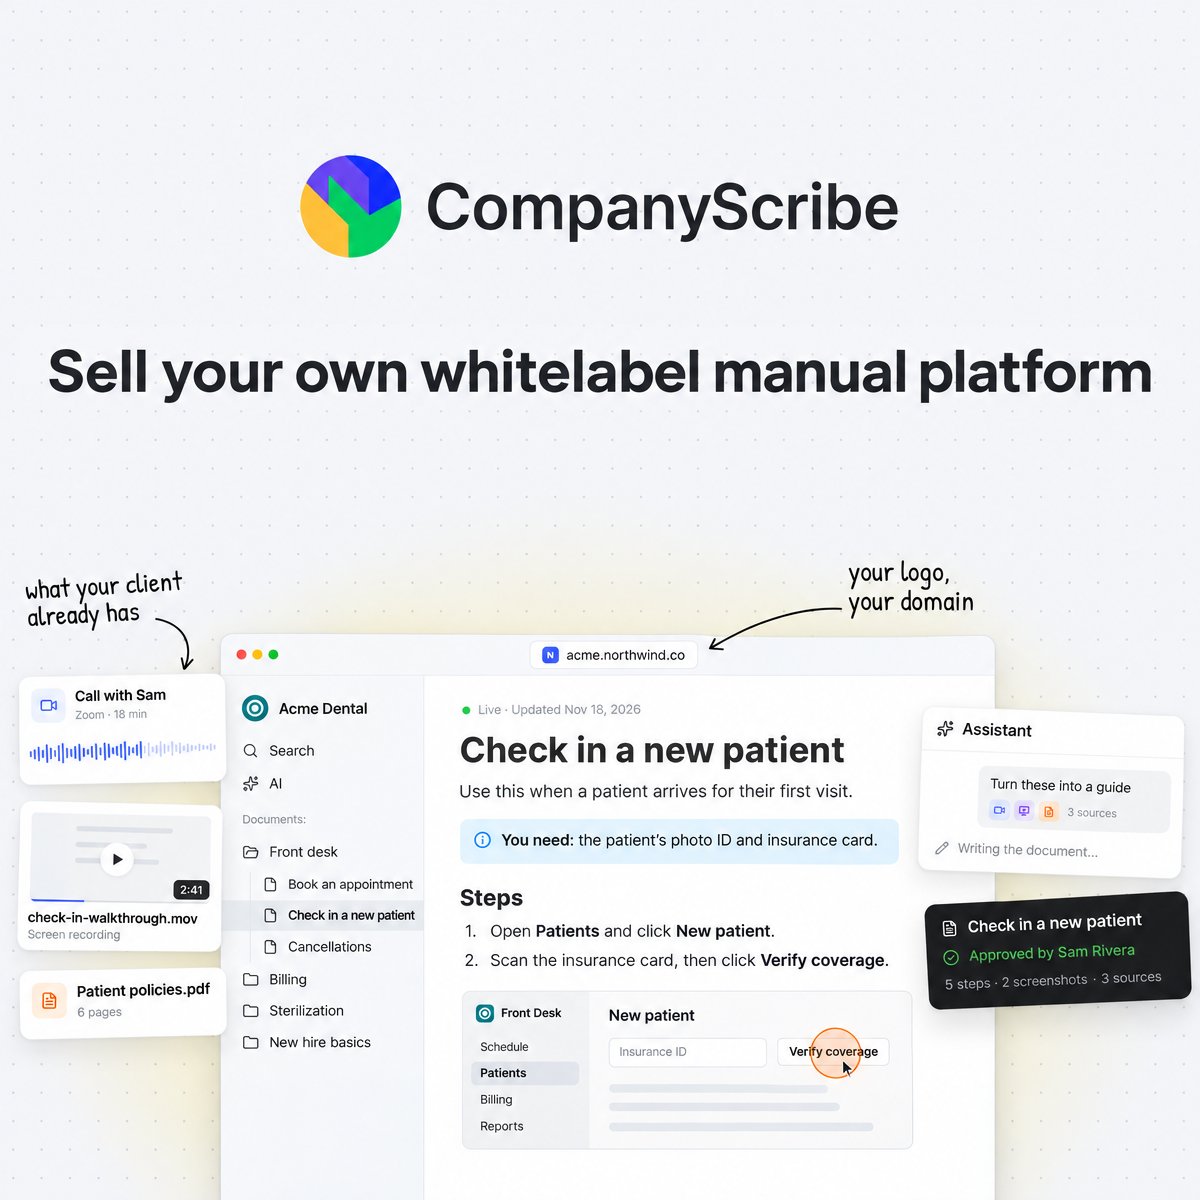 CompanyScribe
Sell your own whitelabel manual platform
what your client
already has
your logo,
your domain
Call with Sam
Zoom · 18 min
2:41
check-in-walkthrough.mov
Screen recording
Patient policies.pdf
6 pages
N
acme.northwind.co
Acme Dental
Search
AI
Documents:
Front desk
Book an appointment
Check in a new patient
Cancellations
Billing
Sterilization
New hire basics
Live · Updated Nov 18, 2026
Check in a new patient
Use this when a patient arrives for their first visit.
You need: the patient's photo ID and insurance card.
Steps
1. Open Patients and click New patient.
2. Scan the insurance card, then click Verify coverage.
Front Desk
Schedule
Patients
Billing
Reports
New patient
Insurance ID
Verify coverage
Assistant
Turn these into a guide
3 sources
Writing the document...
Check in a new patient
Approved by Sam Rivera
5 steps · 2 screenshots · 3 sources